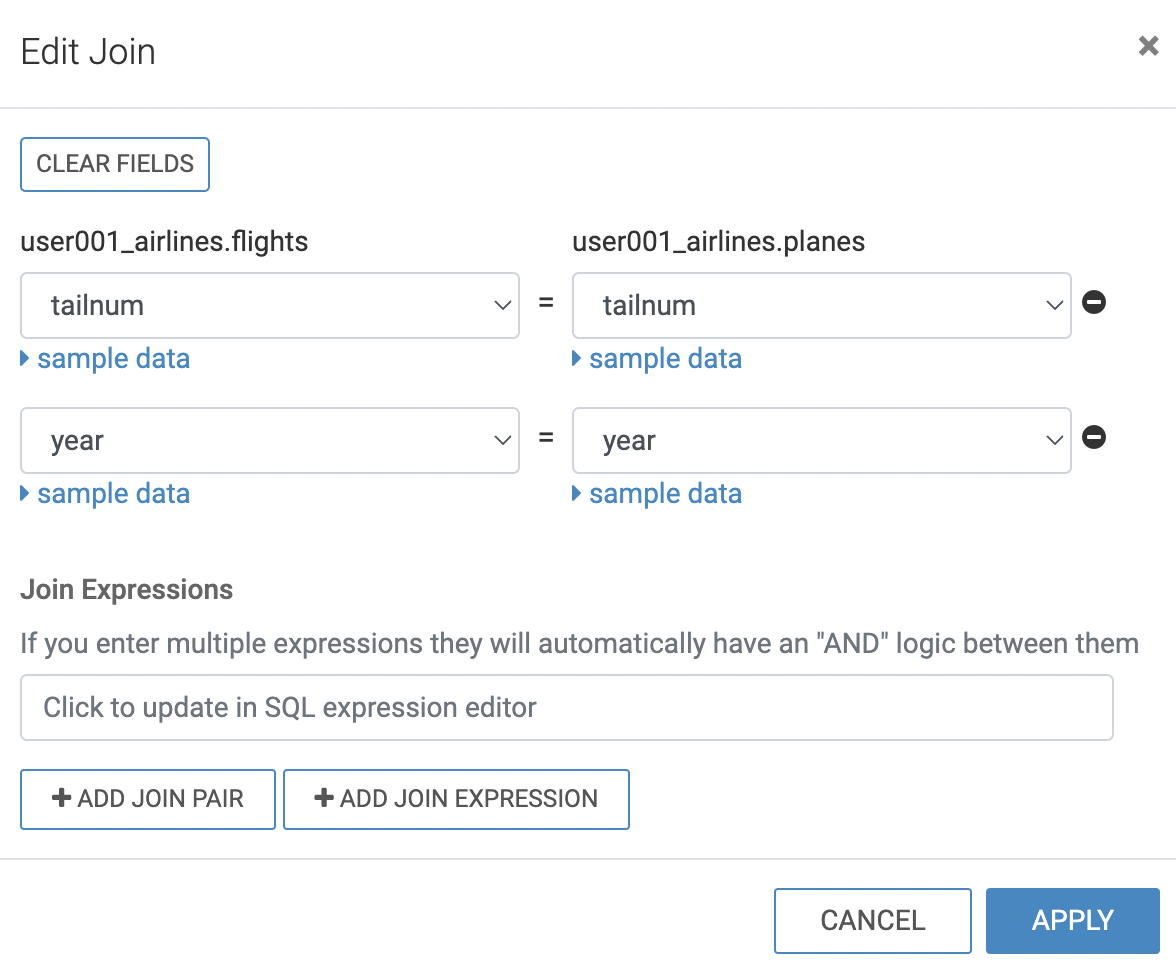 Edit Join
CLEAR FIELDS
user001_airlines.flights
user001_airlines.planes
tailnum = tailnum
sample data
sample data
year = year
sample data
sample data
Join Expressions
If you enter multiple expressions they will automatically have an "AND" logic between them
Click to update in SQL expression editor
ADD JOIN PAIR
ADD JOIN EXPRESSION
CANCEL
APPLY